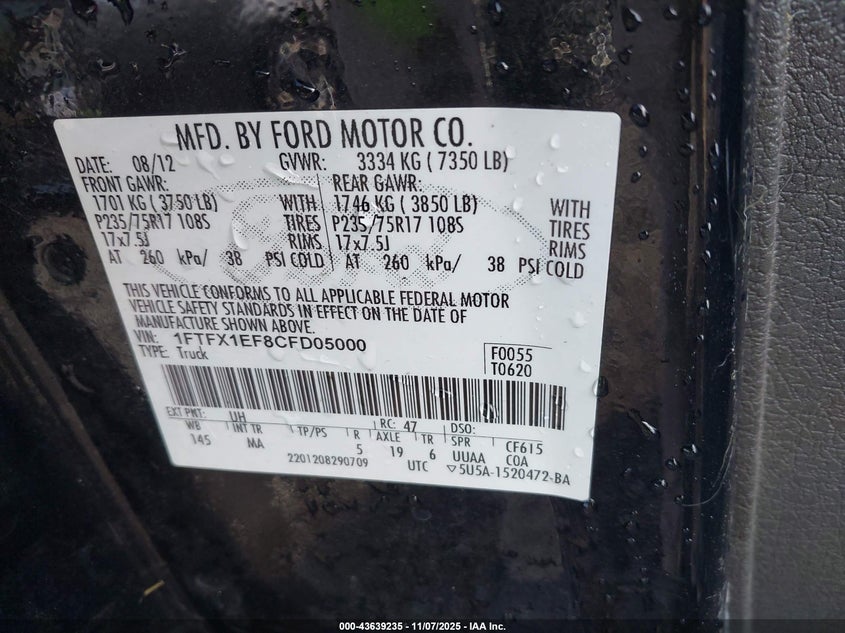 MFD. BY FORD MOTOR CO.
DATE: 08/12 GVWR: 3334 KG ( 7350 LB)
FRONT GAWR: REAR GAWR:
1701 KG ( 3750 LB) WITH 1746 KG ( 3850 LB) WITH
P235/75R17 108S TIRES P235/75R17 108S TIRES
17x7.5J RIMS 17x7.5J RIMS
AT 260 kPa/ 38 PSI COLD AT 260 kPa/ 38 PSI COLD
THIS VEHICLE CONFORMS TO ALL APPLICABLE FEDERAL MOTOR
VEHICLE SAFETY STANDARDS IN EFFECT ON THE DATE OF
MANUFACTURE SHOWN ABOVE.
VIN: 1FTFX1EF8CFD05000 F0055
TYPE: Truck T0620
EXT PNT: UH RC: 47 DSO:
WB INT TR TP/PS R AXLE TR SPR CF615
145 MA 5 19 6 UUAA COA
2201208290709 UTC ▽5U5A-1520472-BA
000-43639235 - 11/07/2025 - IAA Inc.